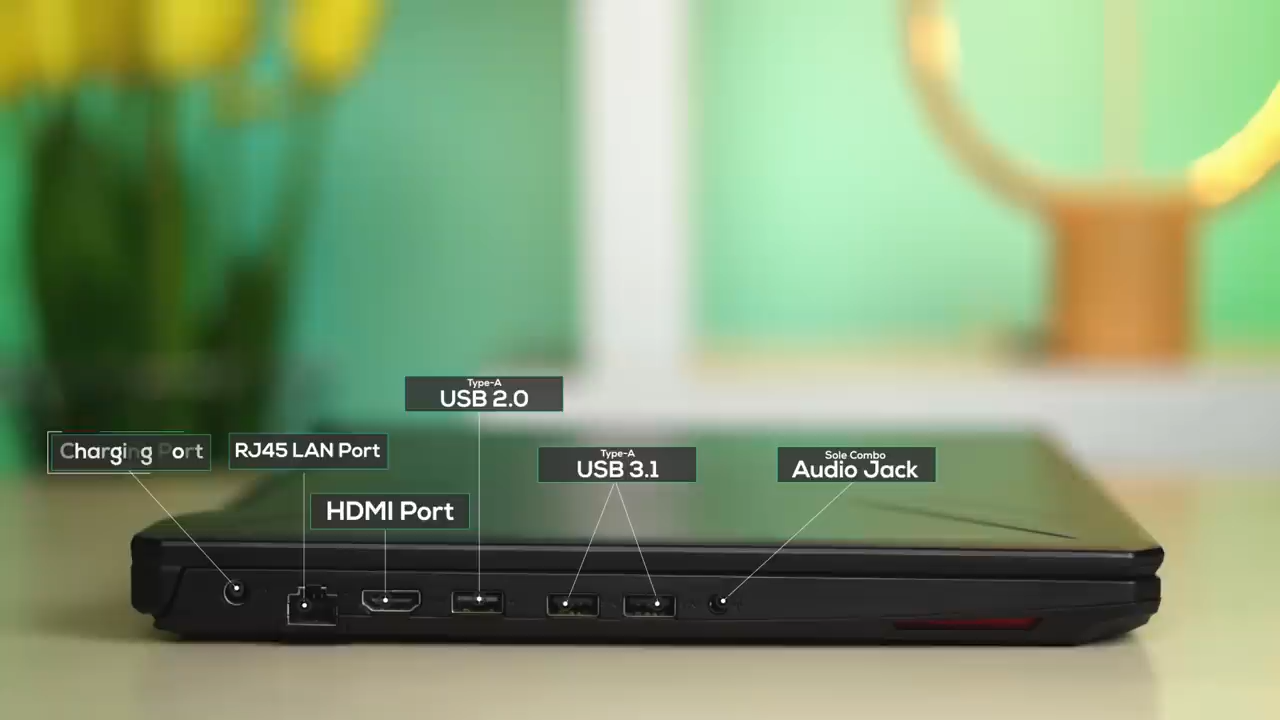 Type-A
USB 2.0
Charging Port
RJ45 LAN Port
Type-A
USB 3.1
Sole Combo
Audio Jack
HDMI Port